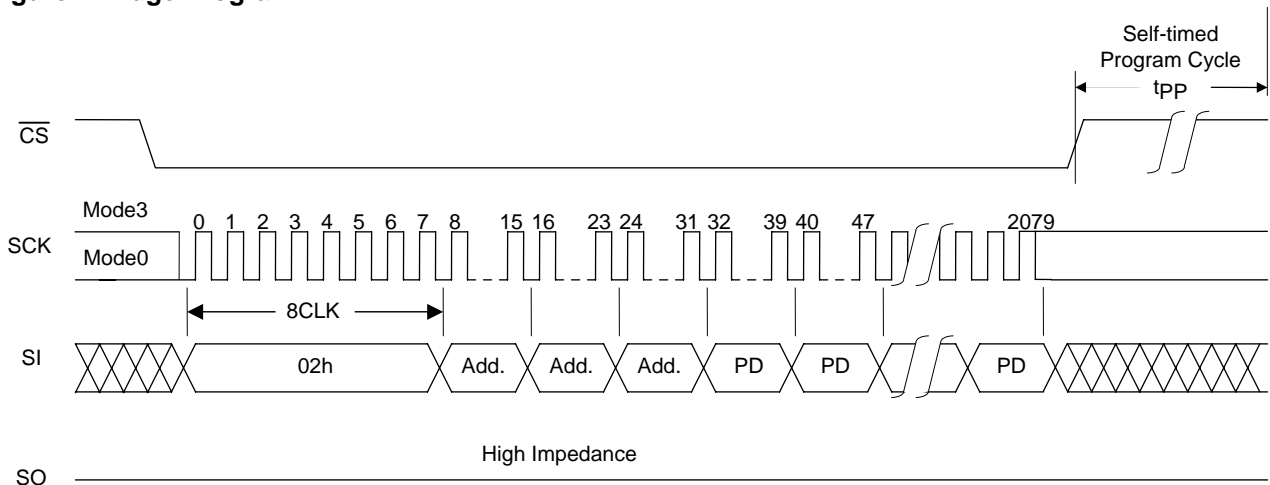 Self-timed
Program Cycle
tPP
CS
Mode3
SCK
Mode0
0 1 2 3 4 5 6 7 8 15 16 23 24 31 32 39 40 47 2079
8CLK
SI
02h Add. Add. Add. PD PD PD
High Impedance
SO